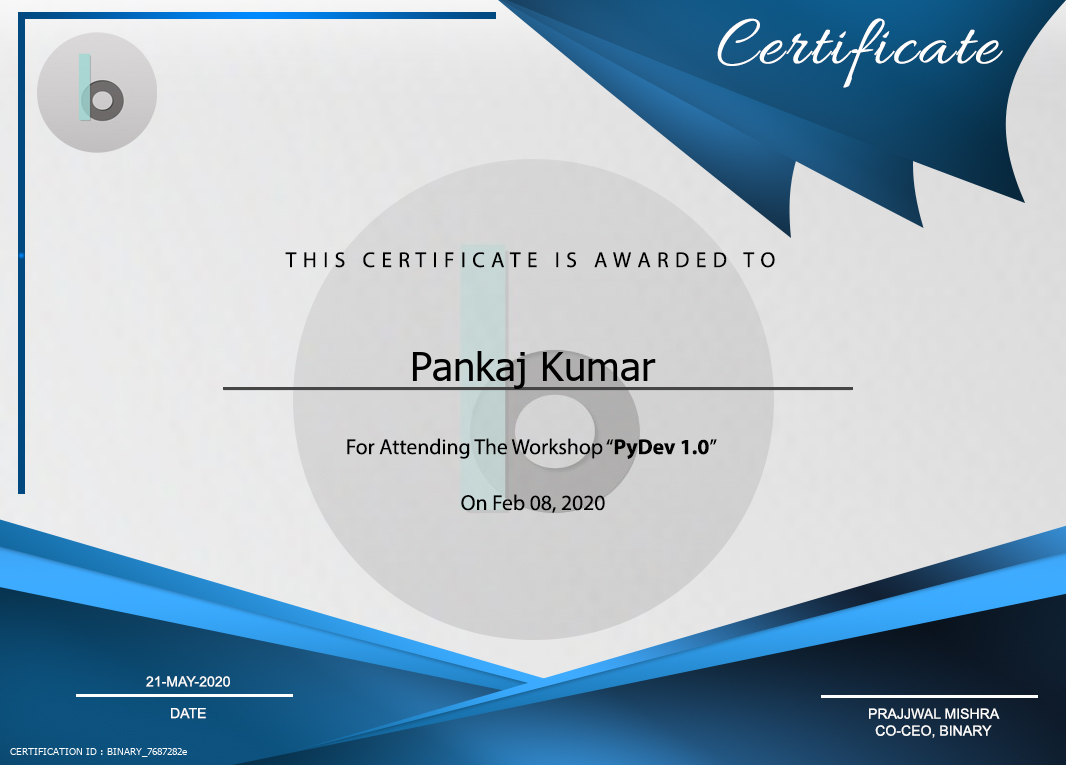 Certificate
THIS CERTIFICATE IS AWARDED TO
Pankaj Kumar
For Attending The Workshop “PyDev 1.0”
On Feb 08, 2020
21-MAY-2020
DATE
PRAJJWAL MISHRA
CO-CEO, BINARY
CERTIFICATION ID : BINARY_7687282e